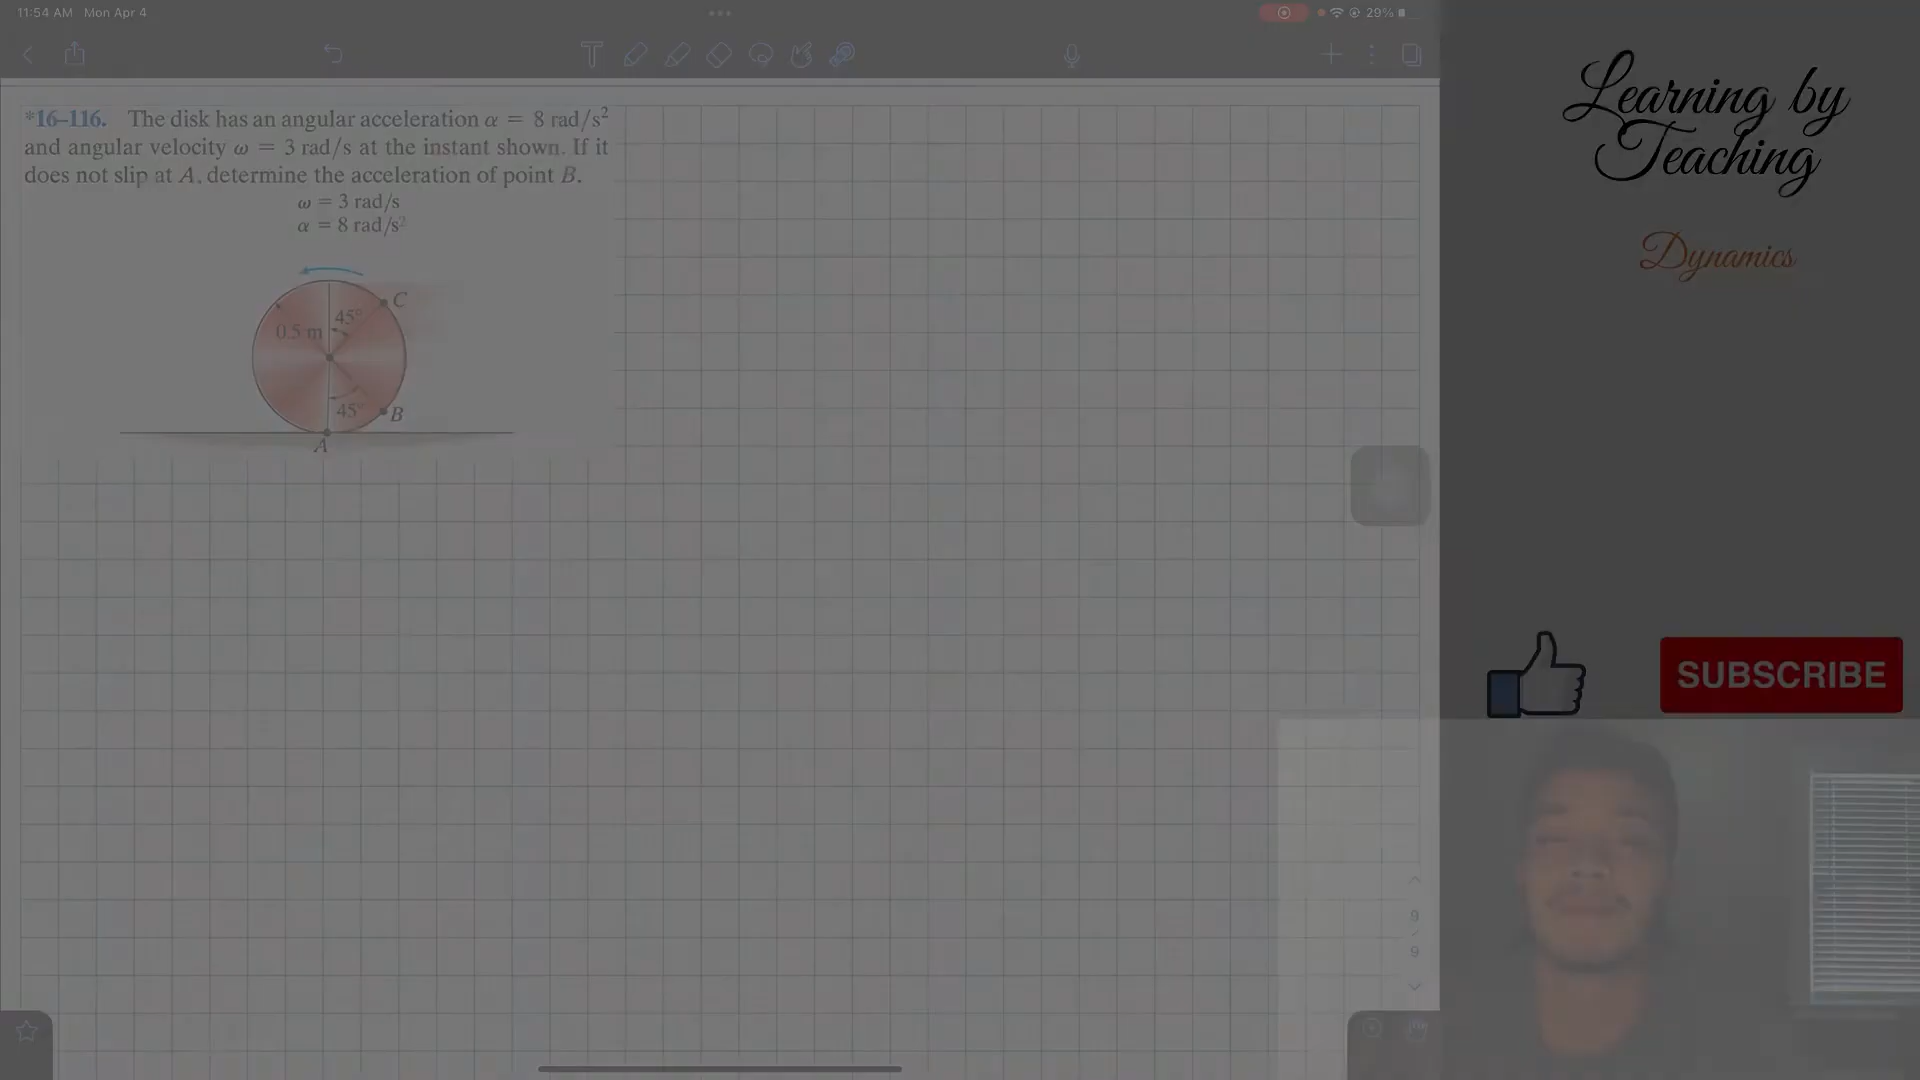 11:54 AM Mon Apr 4
29%
*16–116. The disk has an angular acceleration α = 8 rad/s²
and angular velocity ω = 3 rad/s at the instant shown. If it
does not slip at A, determine the acceleration of point B.
ω = 3 rad/s
α = 8 rad/s²
C
45°
0.5 m
45°
B
A
Learning by
Teaching
Dynamics
SUBSCRIBE
9
9